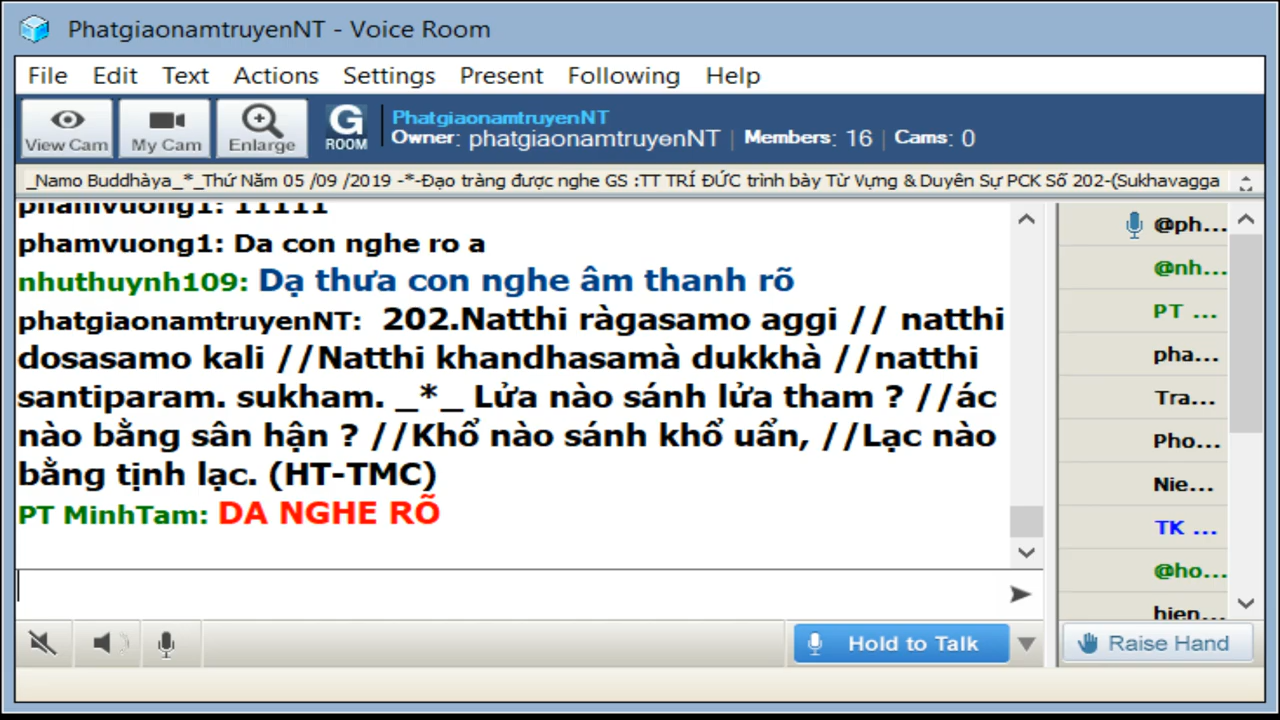 PhatgiaonamtruyenNT - Voice Room
File Edit Text Actions Settings Present Following Help
View Cam My Cam Enlarge G ROOM
PhatgiaonamtruyenNT
Owner: phatgiaonamtruyenNT | Members: 16 | Cams: 0
_Namo Buddhàya_*_Thứ Năm 05 /09 /2019 -*-Đạo tràng được nghe GS :TT TRÍ ĐỨC trình bày Từ Vựng & Duyên Sự PCK Số 202-(Sukhavagga
phamvuong1: 11111
phamvuong1: Da con nghe ro a
nhuthuynh109: Dạ thưa con nghe âm thanh rõ
phatgiaonamtruyenNT: 202.Natthi ràgasamo aggi // natthi
dosasamo kali //Natthi khandhasamà dukkhà //natthi
santiparam. sukham. _*_ Lửa nào sánh lửa tham ? //ác
nào bằng sân hận ? //Khổ nào sánh khổ uẩn, //Lạc nào
bằng tịnh lạc. (HT-TMC)
PT MinhTam: DA NGHE RÕ
@ph...
@nh...
PT ...
pha...
Tra...
Pho...
Nie...
TK ...
@ho...
hien...
Hold to Talk
Raise Hand